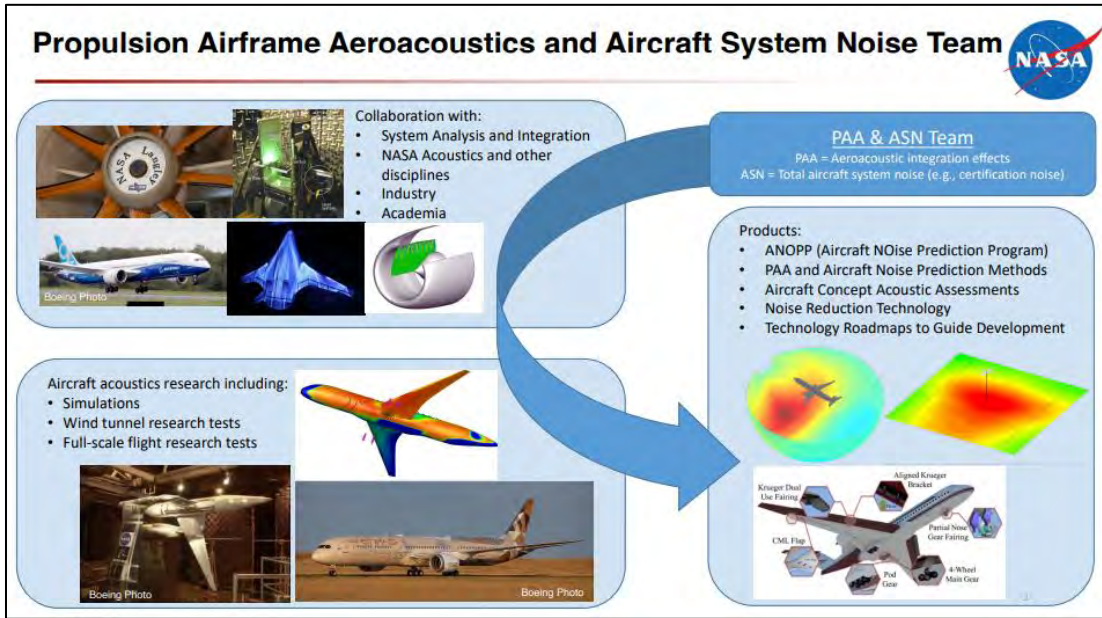 Propulsion Airframe Aeroacoustics and Aircraft System Noise Team
NASA
Collaboration with:
• System Analysis and Integration
• NASA Acoustics and other
disciplines
• Industry
• Academia
NASA Langley
Boeing Photo
PAA & ASN Team
PAA = Aeroacoustic integration effects
ASN = Total aircraft system noise (e.g., certification noise)
Aircraft acoustics research including:
• Simulations
• Wind tunnel research tests
• Full-scale flight research tests
Boeing Photo
Boeing Photo
Products:
• ANOPP (Aircraft NOise Prediction Program)
• PAA and Aircraft Noise Prediction Methods
• Aircraft Concept Acoustic Assessments
• Noise Reduction Technology
• Technology Roadmaps to Guide Development
Krueger Dual
Use Fairing
Aligned Krueger
Bracket
CML Flap
Partial Nose
Gear Fairing
Pod
Gear
4-Wheel
Main Gear